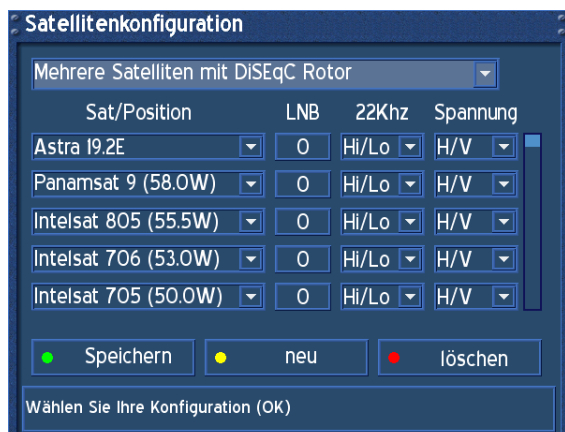 Satellitenkonfiguration
Mehrere Satelliten mit DiSEqC Rotor
Sat/Position LNB 22Khz Spannung
Astra 19.2E 0 Hi/Lo H/V
Panamsat 9 (58.0W) 0 Hi/Lo H/V
Intelsat 805 (55.5W) 0 Hi/Lo H/V
Intelsat 706 (53.0W) 0 Hi/Lo H/V
Intelsat 705 (50.0W) 0 Hi/Lo H/V
Speichern neu löschen
Wählen Sie Ihre Konfiguration (OK)